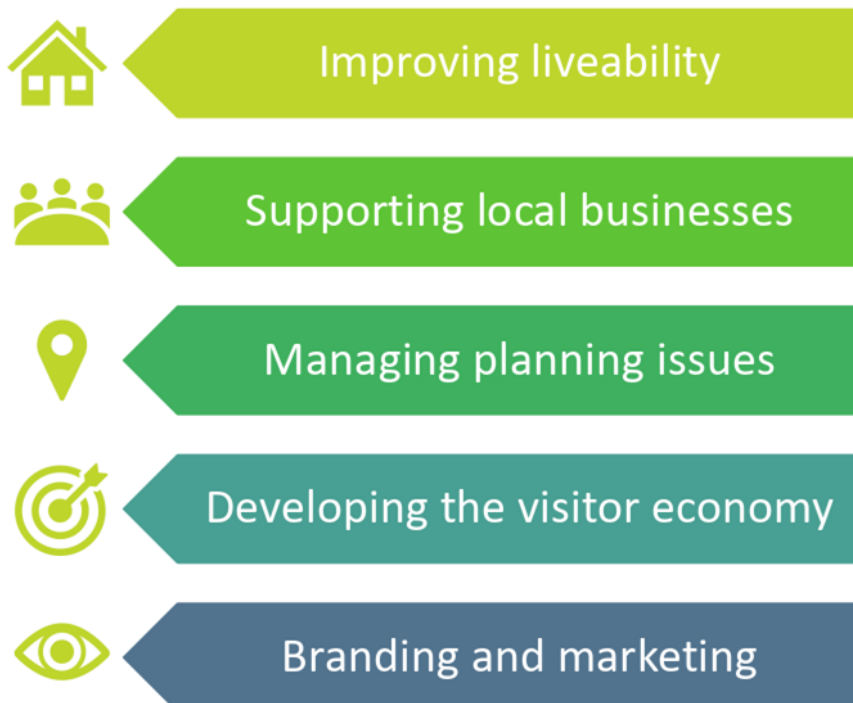 Improving liveability
Supporting local businesses
Managing planning issues
Developing the visitor economy
Branding and marketing